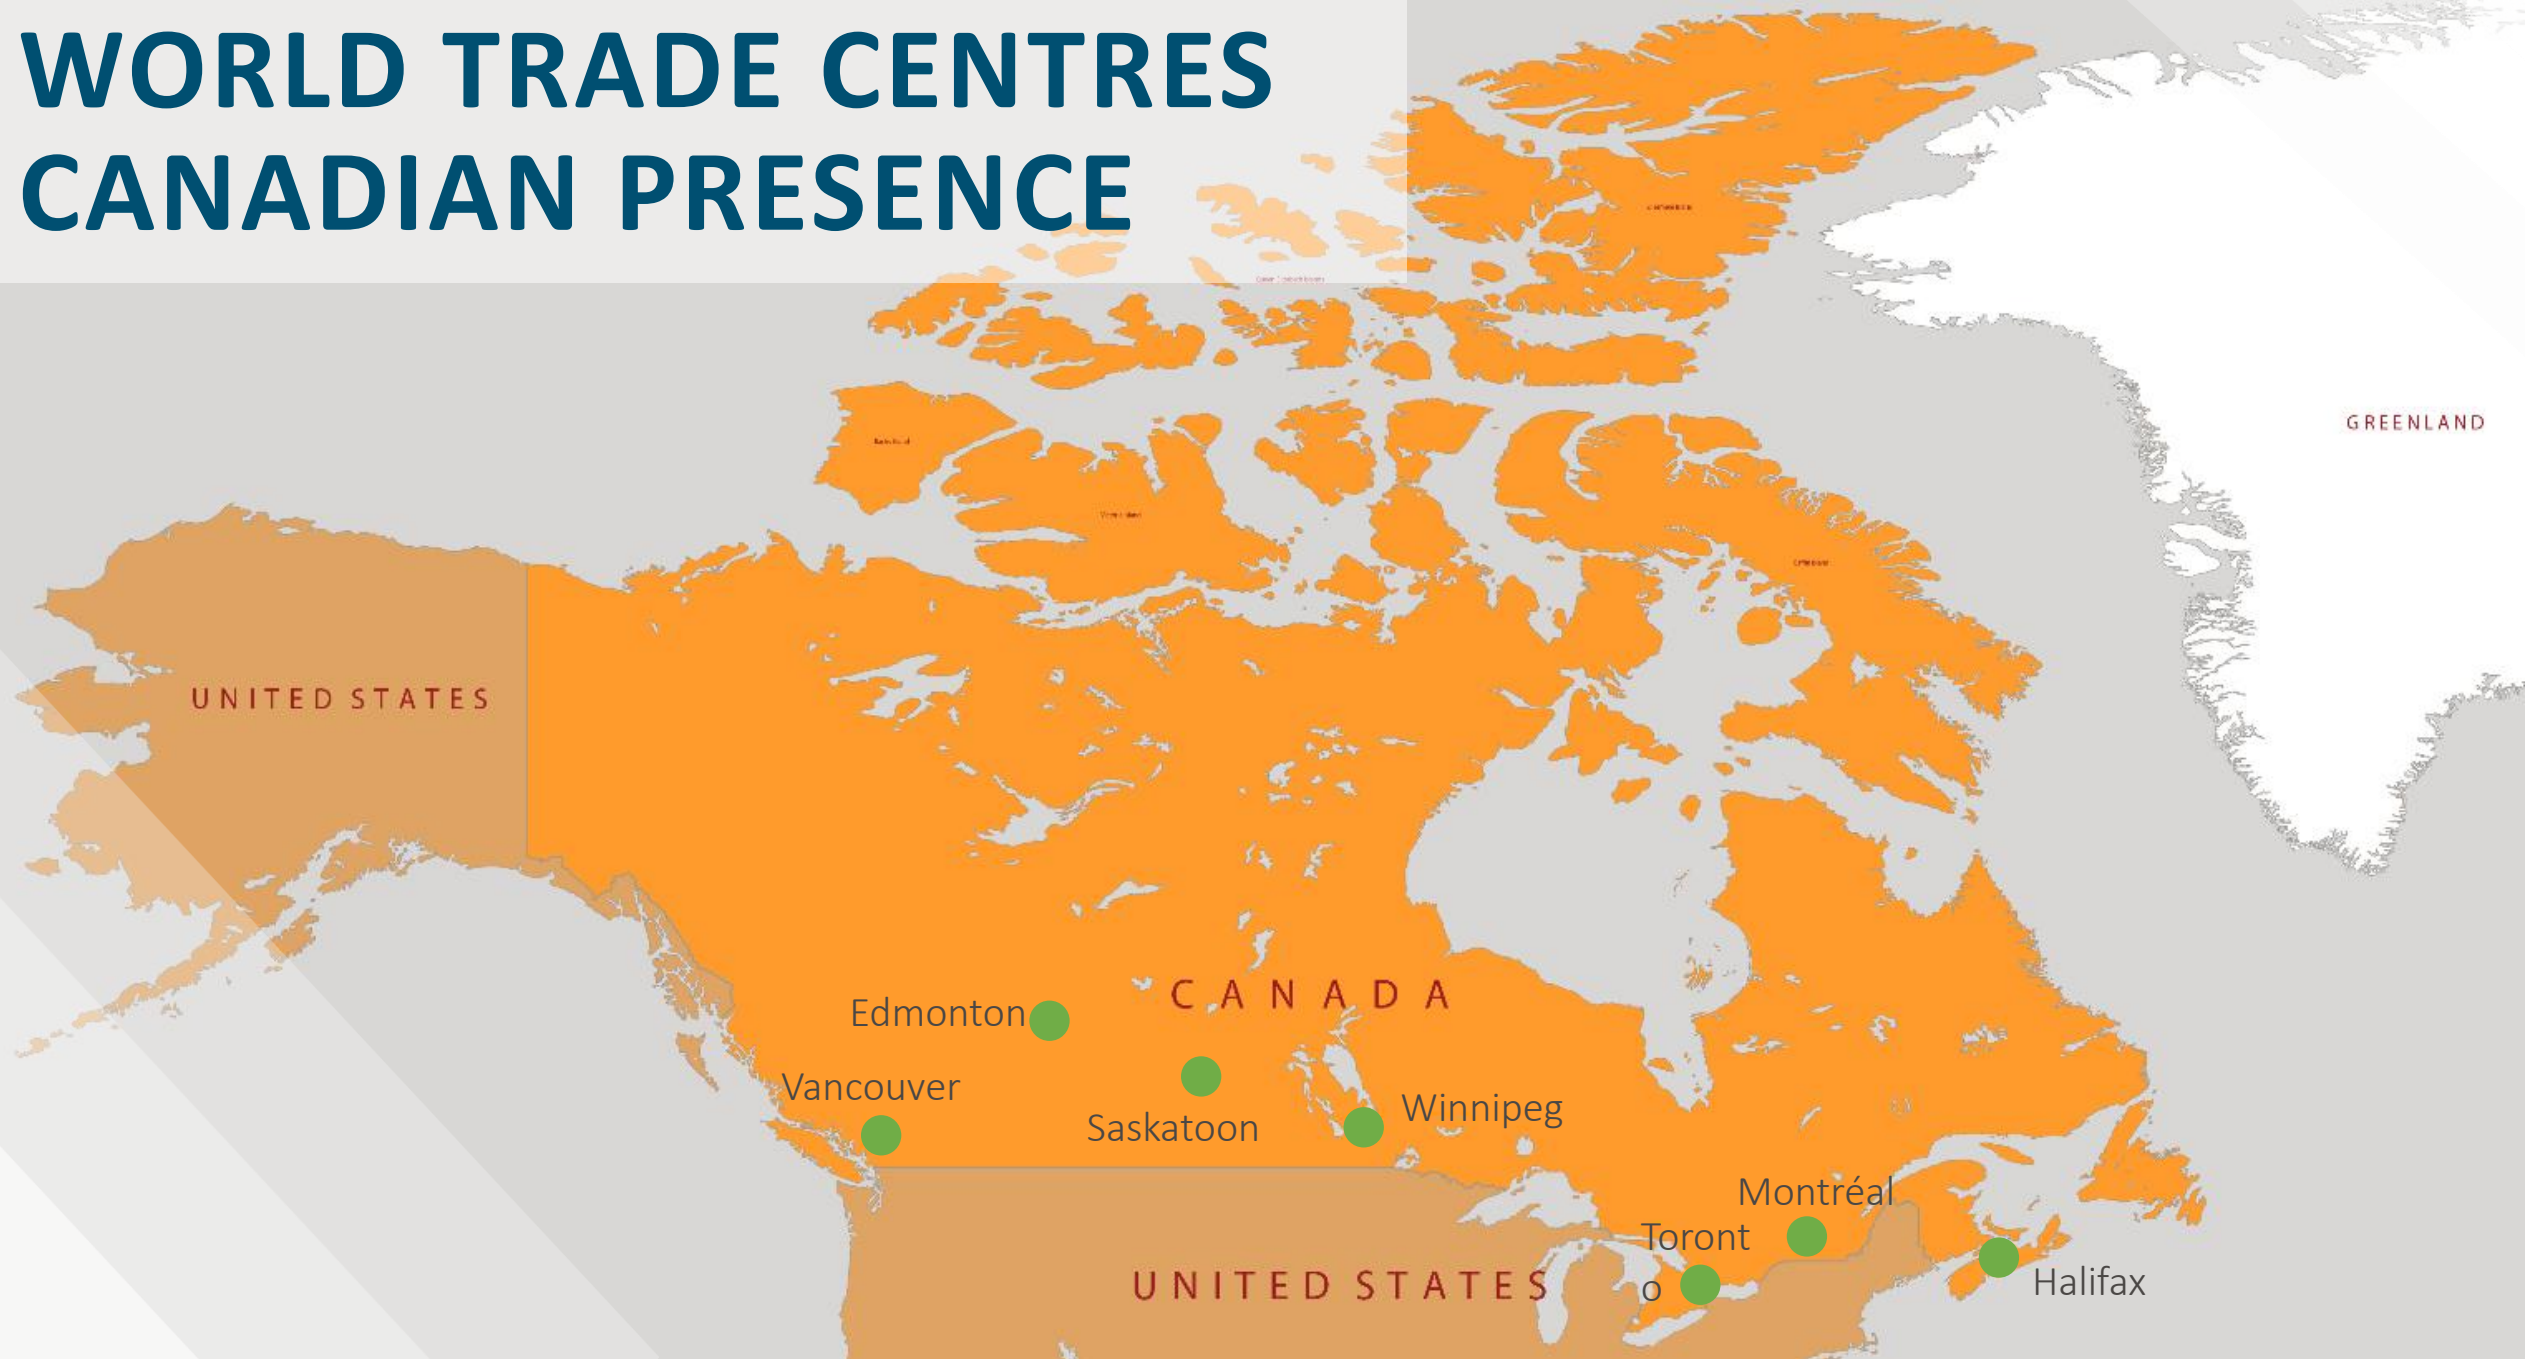 WORLD TRADE CENTRES
CANADIAN PRESENCE
GREENLAND
UNITED STATES
CANADA
Edmonton
Vancouver
Saskatoon
Winnipeg
Montréal
Toront
o
Halifax
UNITED STATES